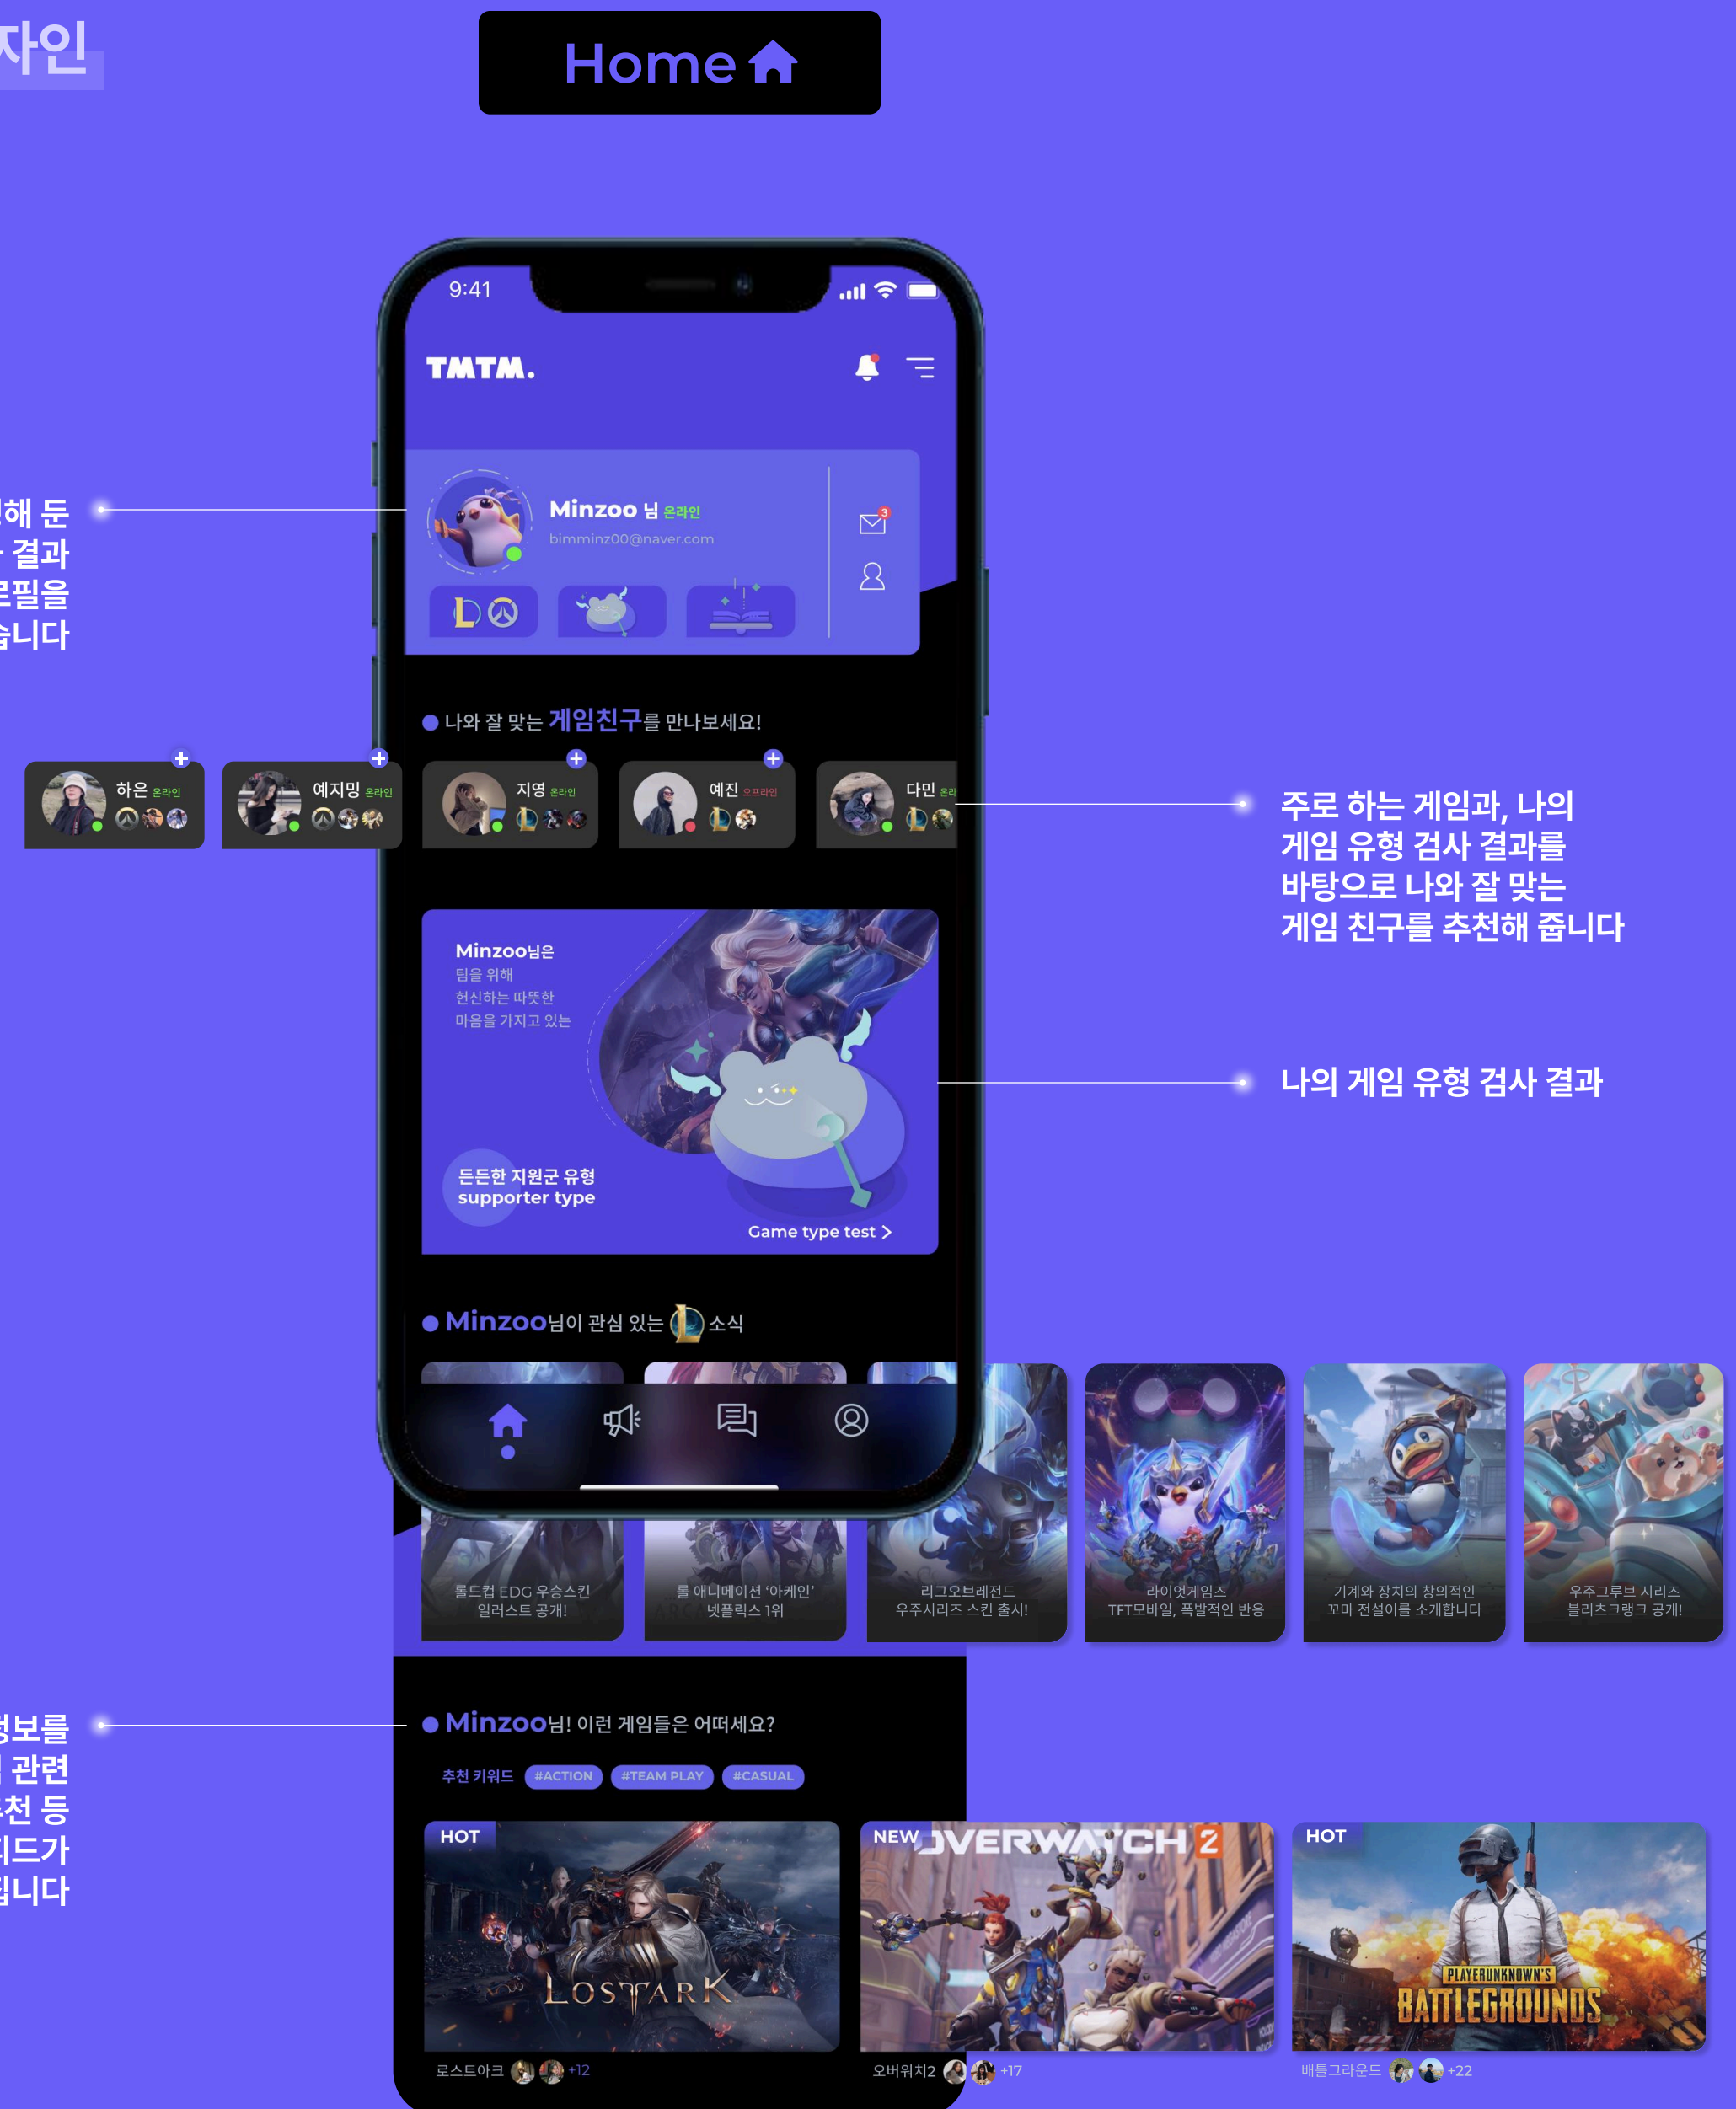 자인
Home
9:41
TMTM.
해 둔
결과
로필을
습니다
Minzoo 님 온라인
bimminz00@naver.com
3
나와 잘 맞는 게임친구를 만나보세요!
하은 온라인
예지밍 온라인
지영 온라인
예진 오프라인
다민 온라
주로 하는 게임과, 나의
게임 유형 검사 결과를
바탕으로 나와 잘 맞는
게임 친구를 추천해 줍니다
Minzoo님은
팀을 위해
헌신하는 따뜻한
마음을 가지고 있는
든든한 지원군 유형
supporter type
Game type test >
나의 게임 유형 검사 결과
Minzoo님이 관심 있는 소식
롤드컵 EDG 우승스킨
일러스트 공개!
롤 애니메이션 ‘아케인’
넷플릭스 1위
리그오브레전드
우주시리즈 스킨 출시!
라이엇게임즈
TFT모바일, 폭발적인 반응
기계와 장치의 창의적인
꼬마 전설이를 소개합니다
우주그루브 시리즈
블리츠크랭크 공개!
정보를
관련
추천 등
피드가
됩니다
Minzoo님! 이런 게임들은 어떠세요?
추천 키워드 #ACTION #TEAM PLAY #CASUAL
HOT
LOST ARK
로스트아크 +12
NEW
OVERWATCH 2
오버워치2 +17
HOT
PLAYERUNKNOWN'S
BATTLEGROUNDS
배틀그라운드 +22